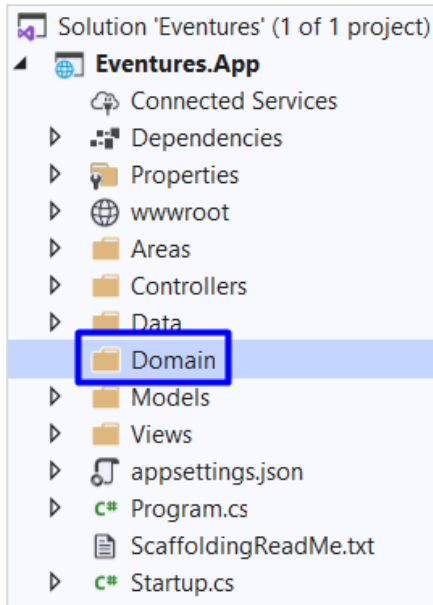 Solution 'Eventures' (1 of 1 project)
Eventures.App
Connected Services
Dependencies
Properties
wwwroot
Areas
Controllers
Data
Domain
Models
Views
appsettings.json
C# Program.cs
ScaffoldingReadMe.txt
C# Startup.cs